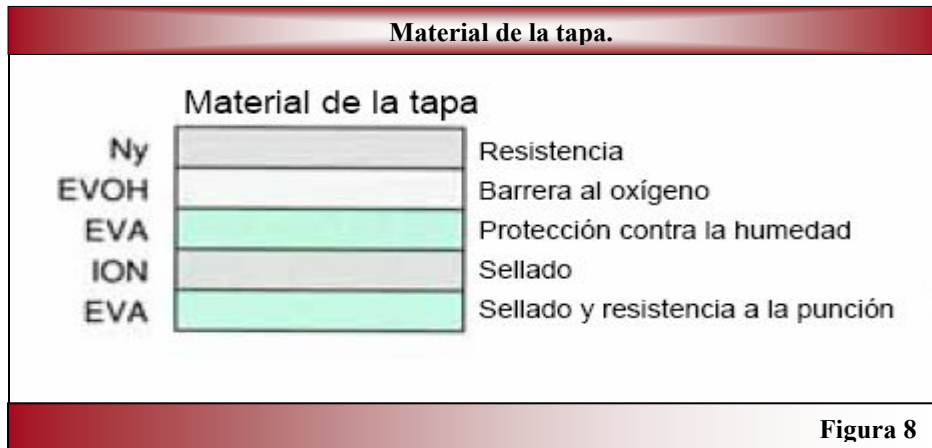 Material de la tapa.
Material de la tapa
Ny Resistencia
EVOH Barrera al oxígeno
EVA Protección contra la humedad
ION Sellado
EVA Sellado y resistencia a la punción
Figura 8